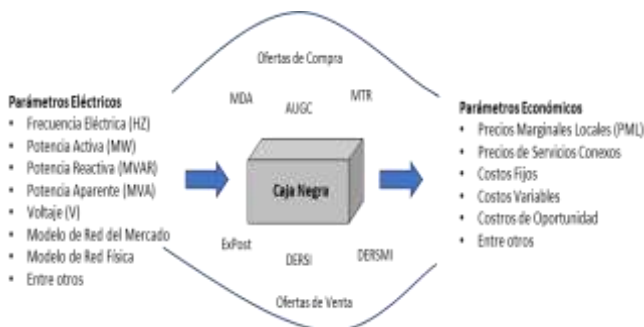 Ofertas de Compra
MDA
AUGC
MTR
Parámetros Eléctricos
• Frecuencia Eléctrica (HZ)
• Potencia Activa (MW)
• Potencia Reactiva (MVAR)
• Potencia Aparente (MVA)
• Voltaje (V)
• Modelo de Red del Mercado
• Modelo de Red Física
• Entre otros
Caja Negra
Parámetros Económicos
• Precios Marginales Locales (PML)
• Precios de Servicios Conexos
• Costos Fijos
• Costos Variables
• Costros de Oportunidad
• Entre otros
ExPost
DERSI
DERSMI
Ofertas de Venta